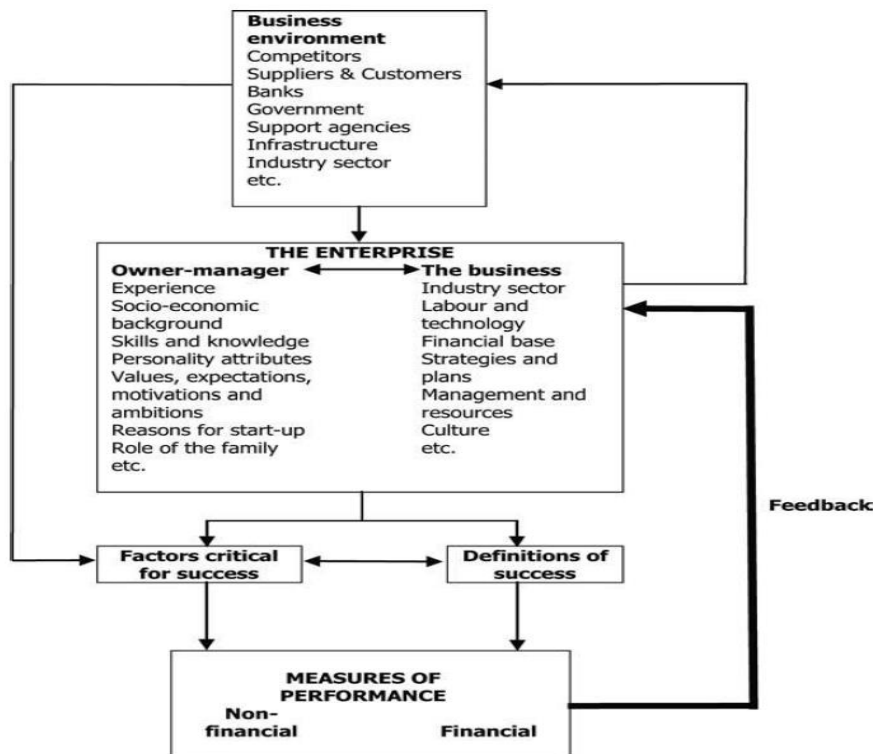 Business
environment
Competitors
Suppliers & Customers
Banks
Government
Support agencies
Infrastructure
Industry sector
etc.
THE ENTERPRISE
Owner-manager
Experience
Socio-economic
background
Skills and knowledge
Personality attributes
Values, expectations,
motivations and
ambitions
Reasons for start-up
Role of the family
etc.
The business
Industry sector
Labour and
technology
Financial base
Strategies and
plans
Management and
resources
Culture
etc.
Feedback
Factors critical
for success
Definitions of
success
MEASURES OF
PERFORMANCE
Non-
financial
Financial